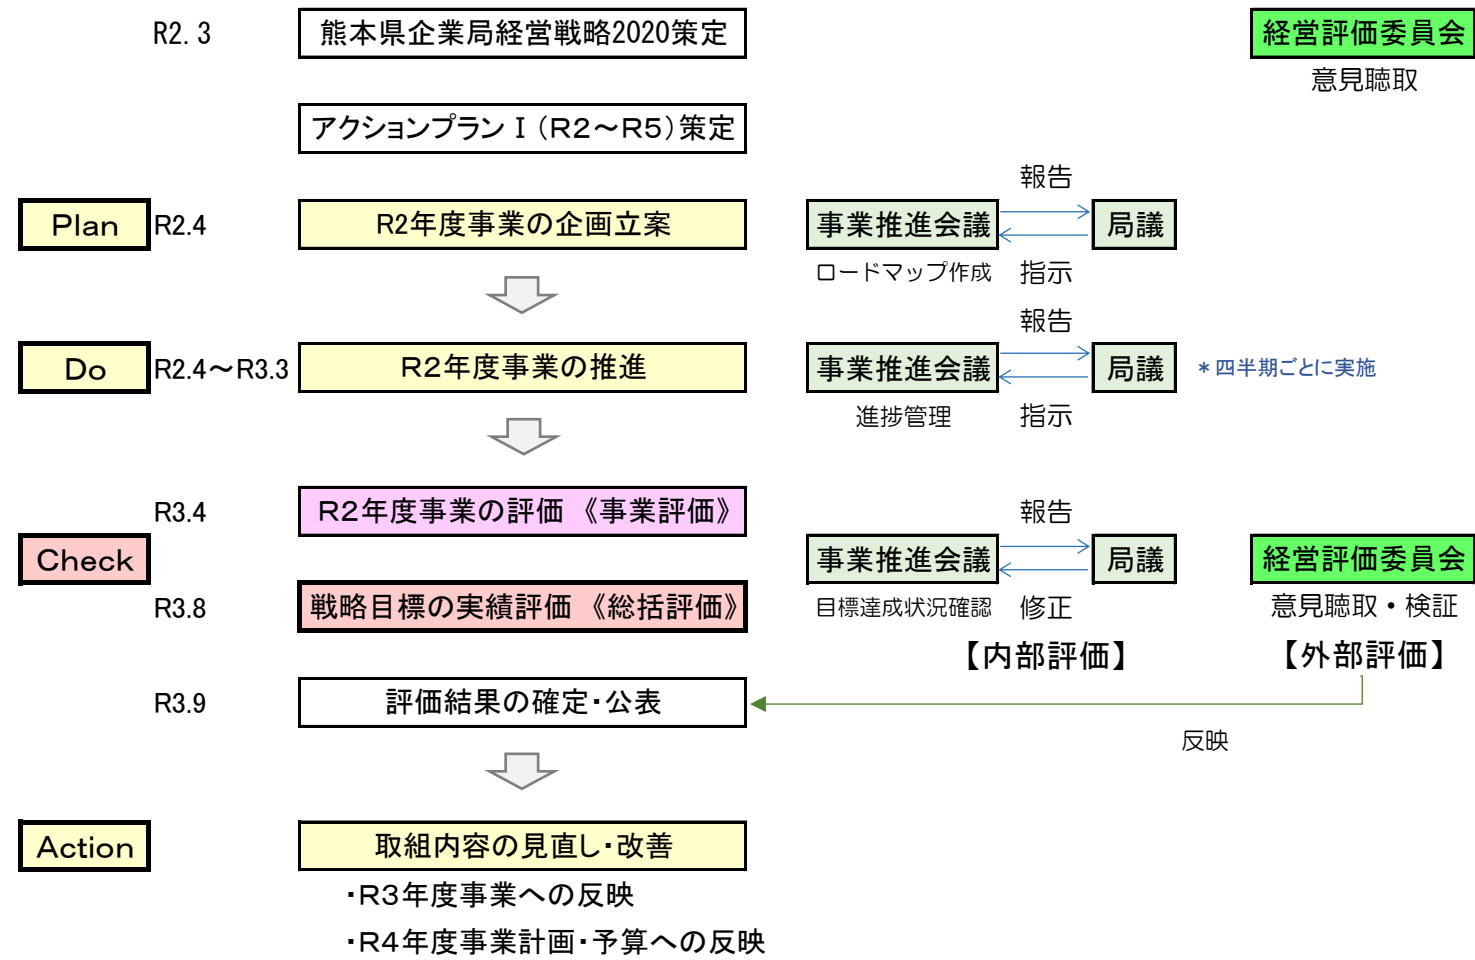 R2. 3 熊本県企業局経営戦略2020策定 経営評価委員会
意見聴取
アクションプランⅠ（R2～R5）策定
報告
Plan R2.4 R2年度事業の企画立案 事業推進会議 局議
ロードマップ作成 指示
報告
Do R2.4～R3.3 R2年度事業の推進 事業推進会議 局議 ＊四半期ごとに実施
進捗管理 指示
R3.4 R2年度事業の評価 《事業評価》 報告
Check 事業推進会議 局議 経営評価委員会
R3.8 戦略目標の実績評価 《総括評価》 目標達成状況確認 修正 意見聴取・検証
【内部評価】 【外部評価】
R3.9 評価結果の確定・公表
反映
Action 取組内容の見直し・改善
・R3年度事業への反映
・R4年度事業計画・予算への反映